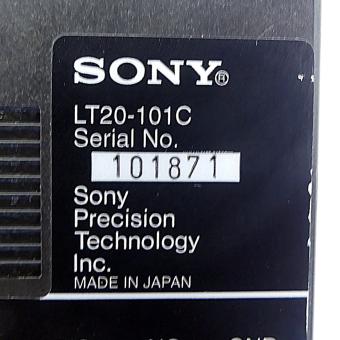 SONY®
LT20-101C
Serial No.
101871
Sony
Precision
Technology
Inc.
MADE IN JAPAN